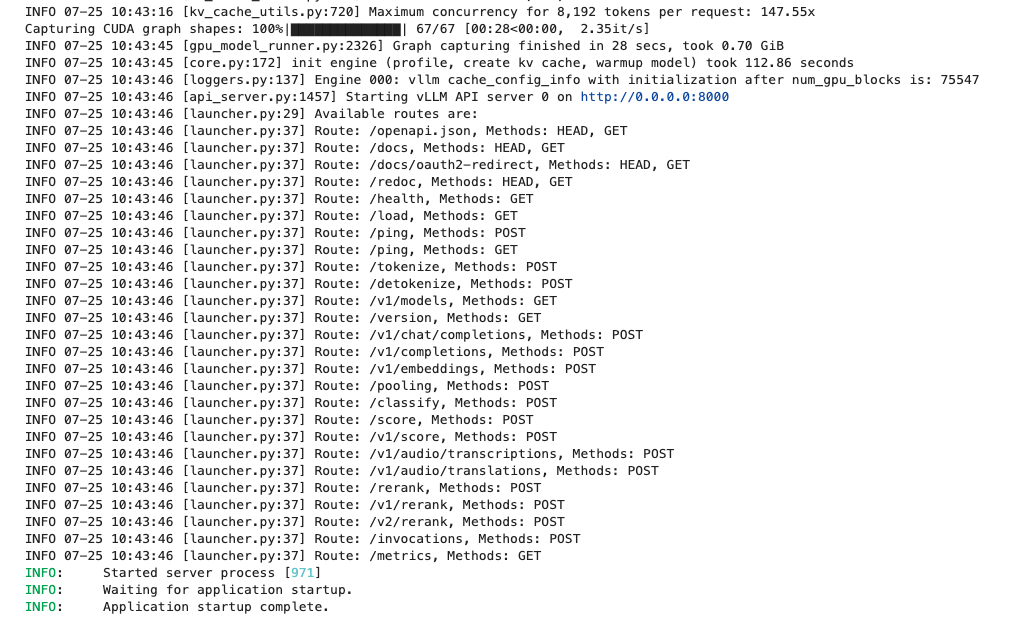 INFO 07-25 10:43:16 [kv_cache_utils.py:720] Maximum concurrency for 8,192 tokens per request: 147.55x
Capturing CUDA graph shapes: 100%|██████████████| 67/67 [00:28<00:00,  2.35it/s]
INFO 07-25 10:43:45 [gpu_model_runner.py:2326] Graph capturing finished in 28 secs, took 0.70 GiB
INFO 07-25 10:43:45 [core.py:172] init engine (profile, create kv cache, warmup model) took 112.86 seconds
INFO 07-25 10:43:46 [loggers.py:137] Engine 000: vllm cache_config_info with initialization after num_gpu_blocks is: 75547
INFO 07-25 10:43:46 [api_server.py:1457] Starting vLLM API server 0 on http://0.0.0.0:8000
INFO 07-25 10:43:46 [launcher.py:29] Available routes are:
INFO 07-25 10:43:46 [launcher.py:37] Route: /openapi.json, Methods: HEAD, GET
INFO 07-25 10:43:46 [launcher.py:37] Route: /docs, Methods: HEAD, GET
INFO 07-25 10:43:46 [launcher.py:37] Route: /docs/oauth2-redirect, Methods: HEAD, GET
INFO 07-25 10:43:46 [launcher.py:37] Route: /redoc, Methods: HEAD, GET
INFO 07-25 10:43:46 [launcher.py:37] Route: /health, Methods: GET
INFO 07-25 10:43:46 [launcher.py:37] Route: /load, Methods: GET
INFO 07-25 10:43:46 [launcher.py:37] Route: /ping, Methods: POST
INFO 07-25 10:43:46 [launcher.py:37] Route: /ping, Methods: GET
INFO 07-25 10:43:46 [launcher.py:37] Route: /tokenize, Methods: POST
INFO 07-25 10:43:46 [launcher.py:37] Route: /detokenize, Methods: POST
INFO 07-25 10:43:46 [launcher.py:37] Route: /v1/models, Methods: GET
INFO 07-25 10:43:46 [launcher.py:37] Route: /version, Methods: GET
INFO 07-25 10:43:46 [launcher.py:37] Route: /v1/chat/completions, Methods: POST
INFO 07-25 10:43:46 [launcher.py:37] Route: /v1/completions, Methods: POST
INFO 07-25 10:43:46 [launcher.py:37] Route: /v1/embeddings, Methods: POST
INFO 07-25 10:43:46 [launcher.py:37] Route: /pooling, Methods: POST
INFO 07-25 10:43:46 [launcher.py:37] Route: /classify, Methods: POST
INFO 07-25 10:43:46 [launcher.py:37] Route: /score, Methods: POST
INFO 07-25 10:43:46 [launcher.py:37] Route: /v1/score, Methods: POST
INFO 07-25 10:43:46 [launcher.py:37] Route: /v1/audio/transcriptions, Methods: POST
INFO 07-25 10:43:46 [launcher.py:37] Route: /v1/audio/translations, Methods: POST
INFO 07-25 10:43:46 [launcher.py:37] Route: /rerank, Methods: POST
INFO 07-25 10:43:46 [launcher.py:37] Route: /v1/rerank, Methods: POST
INFO 07-25 10:43:46 [launcher.py:37] Route: /v2/rerank, Methods: POST
INFO 07-25 10:43:46 [launcher.py:37] Route: /invocations, Methods: POST
INFO 07-25 10:43:46 [launcher.py:37] Route: /metrics, Methods: GET
INFO:     Started server process [971]
INFO:     Waiting for application startup.
INFO:     Application startup complete.